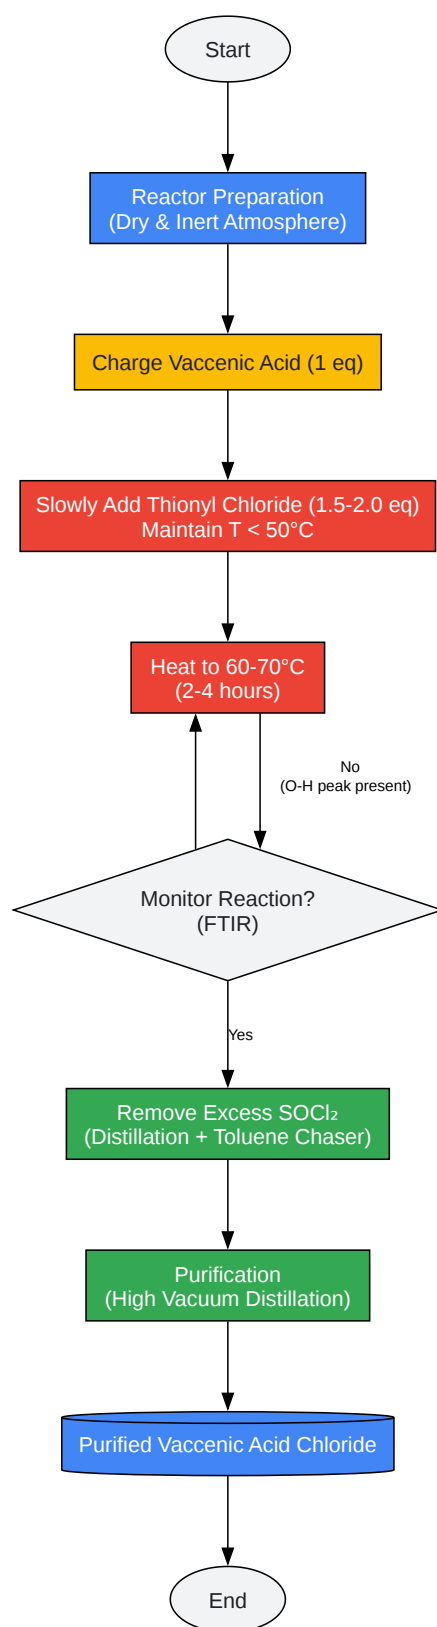 Start
Reactor Preparation
(Dry & Inert Atmosphere)
Charge Vaccenic Acid (1 eq)
Slowly Add Thionyl Chloride (1.5-2.0 eq)
Maintain T < 50°C
Heat to 60-70°C
(2-4 hours)
No
(O-H peak present)
Monitor Reaction?
(FTIR)
Yes
Remove Excess SOCl₂
(Distillation + Toluene Chaser)
Purification
(High Vacuum Distillation)
Purified Vaccenic Acid Chloride
End